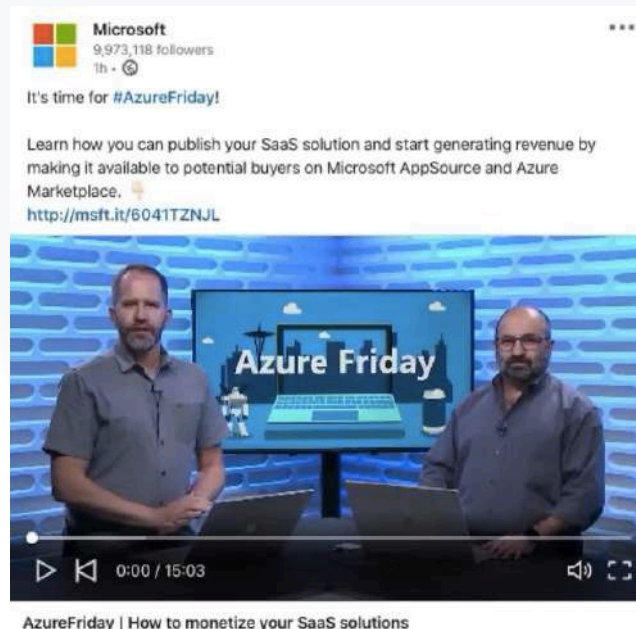 Microsoft
9,973,118 followers
1h •
It's time for #AzureFriday!
Learn how you can publish your SaaS solution and start generating revenue by
making it available to potential buyers on Microsoft AppSource and Azure
Marketplace.
http://msft.it/6041TZNJL
Azure Friday
0:00 / 15:03
AzureFriday | How to monetize your SaaS solutions